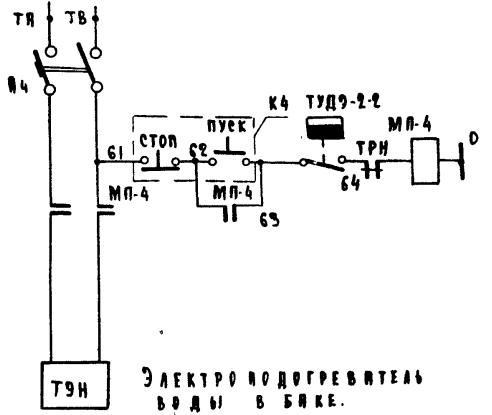 ТА ТВ
П4
К4 ТУДЭ-2-2
ПУСК МП-4
61 СТОП 62 ТРН 0
МП-4 МП-4 64
63
ТЭН
ЭЛЕКТРОПОДОГРЕВАТЕЛЬ
ВОДЫ В БАКЕ.